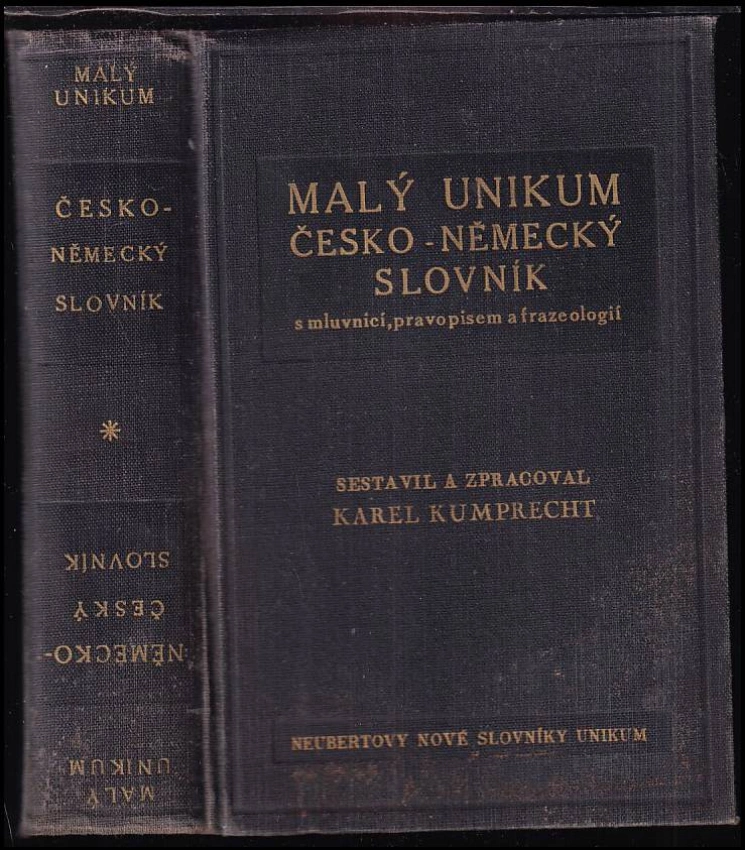 MALÝ
UNIKUM
ČESKO-
NĚMECKÝ
SLOVNÍK
*
MALÝ
UNIKUM
NĚMECKO-
ČESKÝ
SLOVNÍK
MALÝ UNIKUM
ČESKO-NĚMECKÝ
SLOVNÍK
s mluvnicí, pravopisem a frazeologií
SESTAVIL A ZPRACOVAL
KAREL KUMPRECHT
NEUBERTOVY NOVÉ SLOVNÍKY UNIKUM